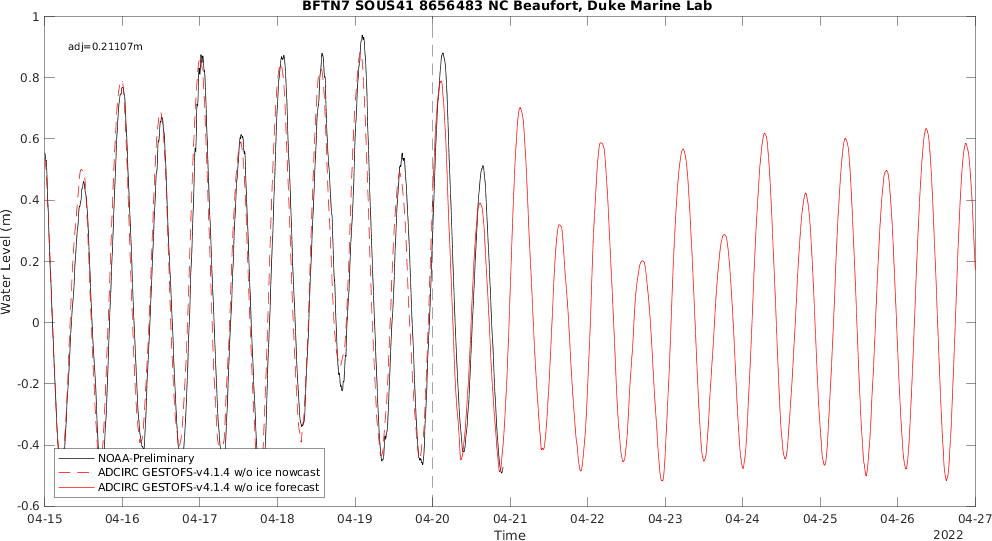 BFTN7 SOUS41 8656483 NC Beaufort, Duke Marine Lab
adj=0.21107m
1
0.8
0.6
0.4
0.2
0
-0.2
-0.4
-0.6
Water Level (m)
NOAA-Preliminary
ADCIRC GESTOFS-v4.1.4 w/o ice nowcast
ADCIRC GESTOFS-v4.1.4 w/o ice forecast
04-15 04-16 04-17 04-18 04-19 04-20 04-21 04-22 04-23 04-24 04-25 04-26 04-27
Time
2022